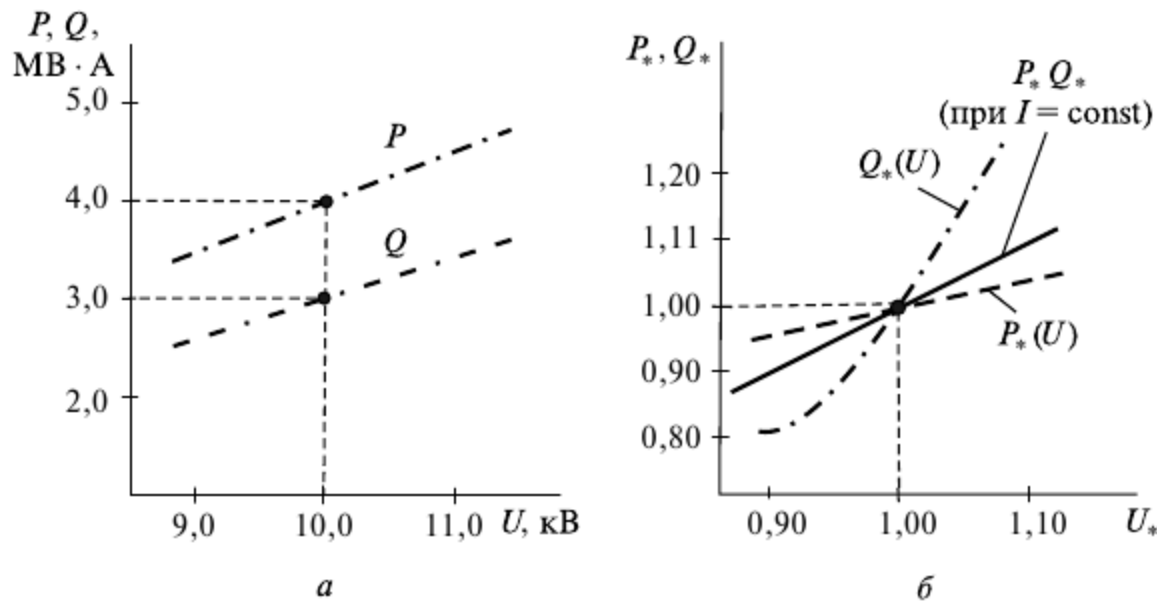 P, Q,
МВ · А
5,0
4,0
3,0
2,0
P
Q
9,0 10,0 11,0 U, кВ
а
P*, Q*
1,20
1,11
1,00
0,90
0,80
P* Q*
(при I = const)
Q*(U)
P*(U)
0,90 1,00 1,10 U*
б